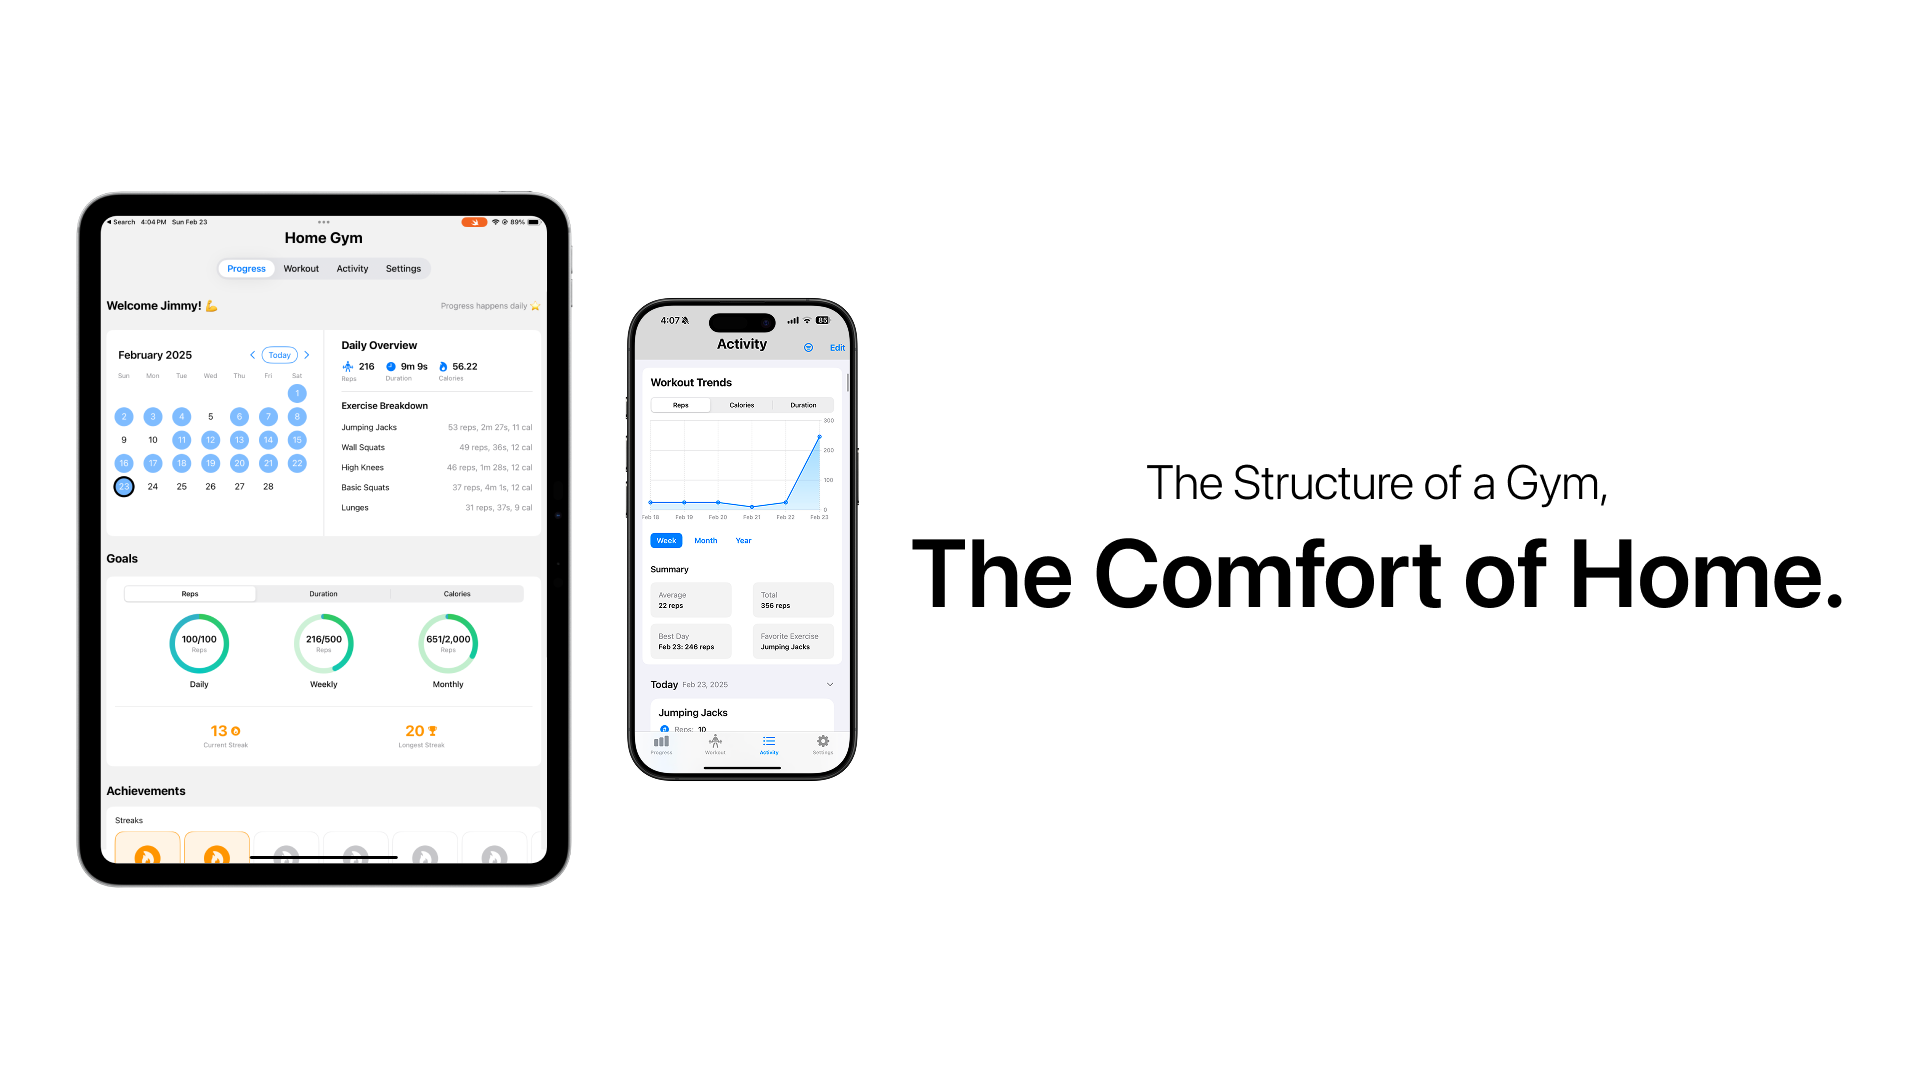 Search 4:04 PM Sun Feb 23
89%
Home Gym
Progress Workout Activity Settings
Welcome Jimmy! 💪
Progress happens daily ⭐
February 2025
Today
Sun Mon Tue Wed Thu Fri Sat
1
2 3 4 5 6 7 8
9 10 11 12 13 14 15
16 17 18 19 20 21 22
23 24 25 26 27 28
Daily Overview
216 9m 9s 56.22
Reps Duration Calories
Exercise Breakdown
Jumping Jacks 53 reps, 2m 27s, 11 cal
Wall Squats 49 reps, 36s, 12 cal
High Knees 46 reps, 1m 28s, 12 cal
Basic Squats 37 reps, 4m 1s, 12 cal
Lunges 31 reps, 37s, 9 cal
Goals
Reps Duration Calories
100/100 216/500 651/2,000
Reps Reps Reps
Daily Weekly Monthly
13 20
Current Streak Longest Streak
Achievements
Streaks
4:07
86
Activity
Edit
Workout Trends
Reps Calories Duration
300
200
100
0
Feb 18 Feb 19 Feb 20 Feb 21 Feb 22 Feb 23
Week Month Year
Summary
Average
22 reps
Total
356 reps
Best Day
Feb 23: 246 reps
Favorite Exercise
Jumping Jacks
Today Feb 23, 2025
Jumping Jacks
Reps: 10
Progress Workout Activity Settings
The Structure of a Gym,
The Comfort of Home.